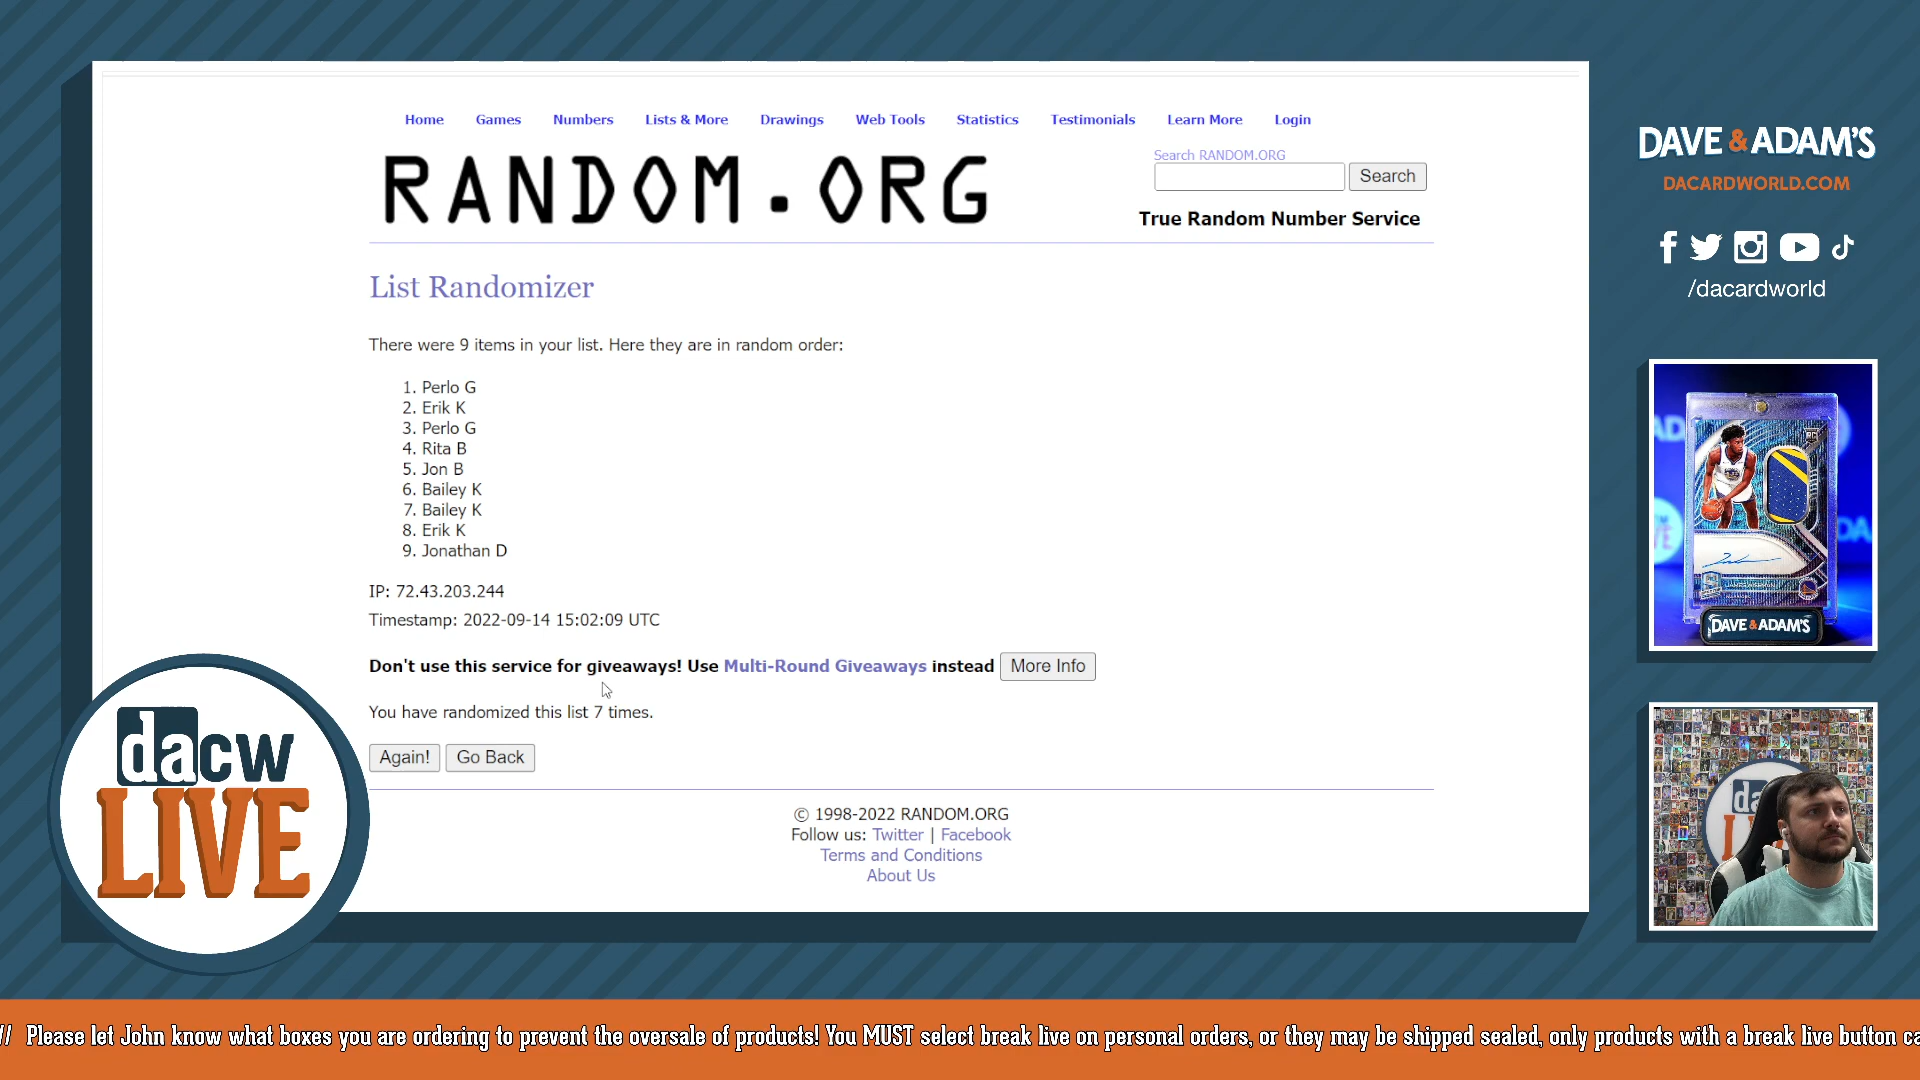 Home Games Numbers Lists & More Drawings Web Tools Statistics Testimonials Learn More Login
RANDOM.ORG
Search RANDOM.ORG
Search
True Random Number Service
List Randomizer
There were 9 items in your list. Here they are in random order:
1. Perlo G
2. Erik K
3. Perlo G
4. Rita B
5. Jon B
6. Bailey K
7. Bailey K
8. Erik K
9. Jonathan D
IP: 72.43.203.244
Timestamp: 2022-09-14 15:02:09 UTC
Don't use this service for giveaways! Use Multi-Round Giveaways instead More Info
You have randomized this list 7 times.
Again! Go Back
© 1998-2022 RANDOM.ORG
Follow us: Twitter | Facebook
Terms and Conditions
About Us
dacw
LIVE
DAVE & ADAM'S
DACARDWORLD.COM
/dacardworld
DAVE & ADAM'S
// Please let John know what boxes you are ordering to prevent the oversale of products! You MUST select break live on personal orders, or they may be shipped sealed, only products with a break live button ca